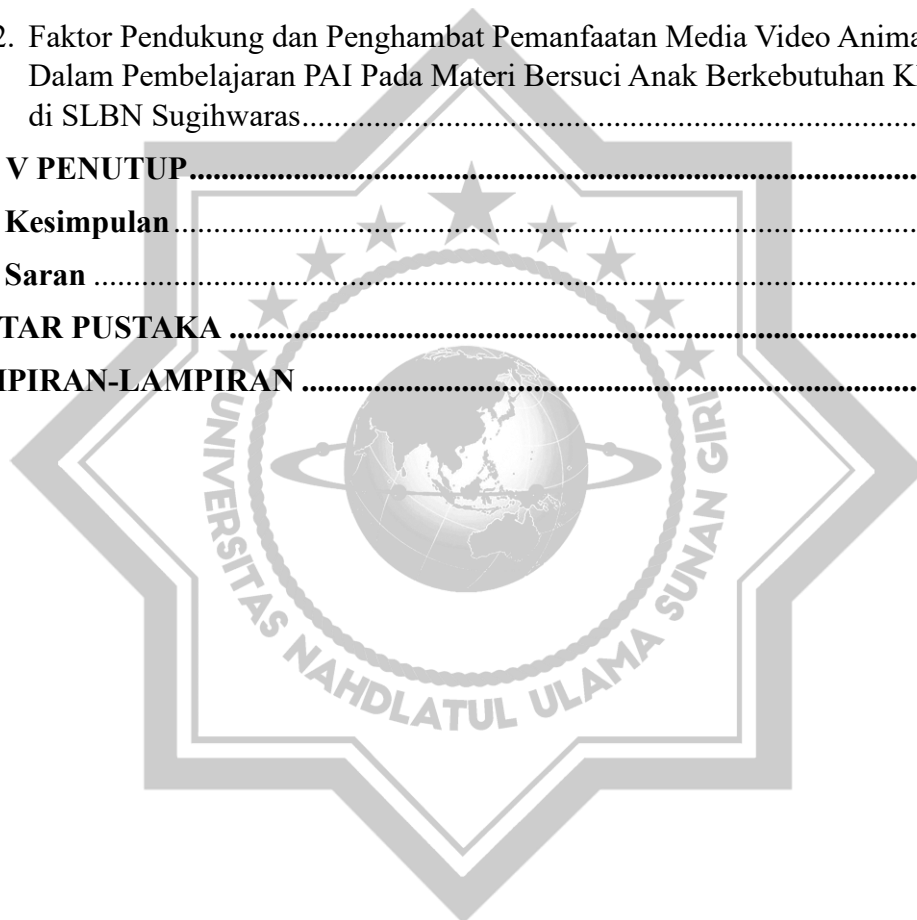 2. Faktor Pendukung dan Penghambat Pemanfaatan Media Video Anima
Dalam Pembelajaran PAI Pada Materi Bersuci Anak Berkebutuhan K
di SLBN Sugihwaras
V PENUTUP
Kesimpulan
Saran
TAR PUSTAKA
PIRAN-LAMPIRAN
UNIVERSITAS NAHDLATUL ULAMA SUNAN GIRI